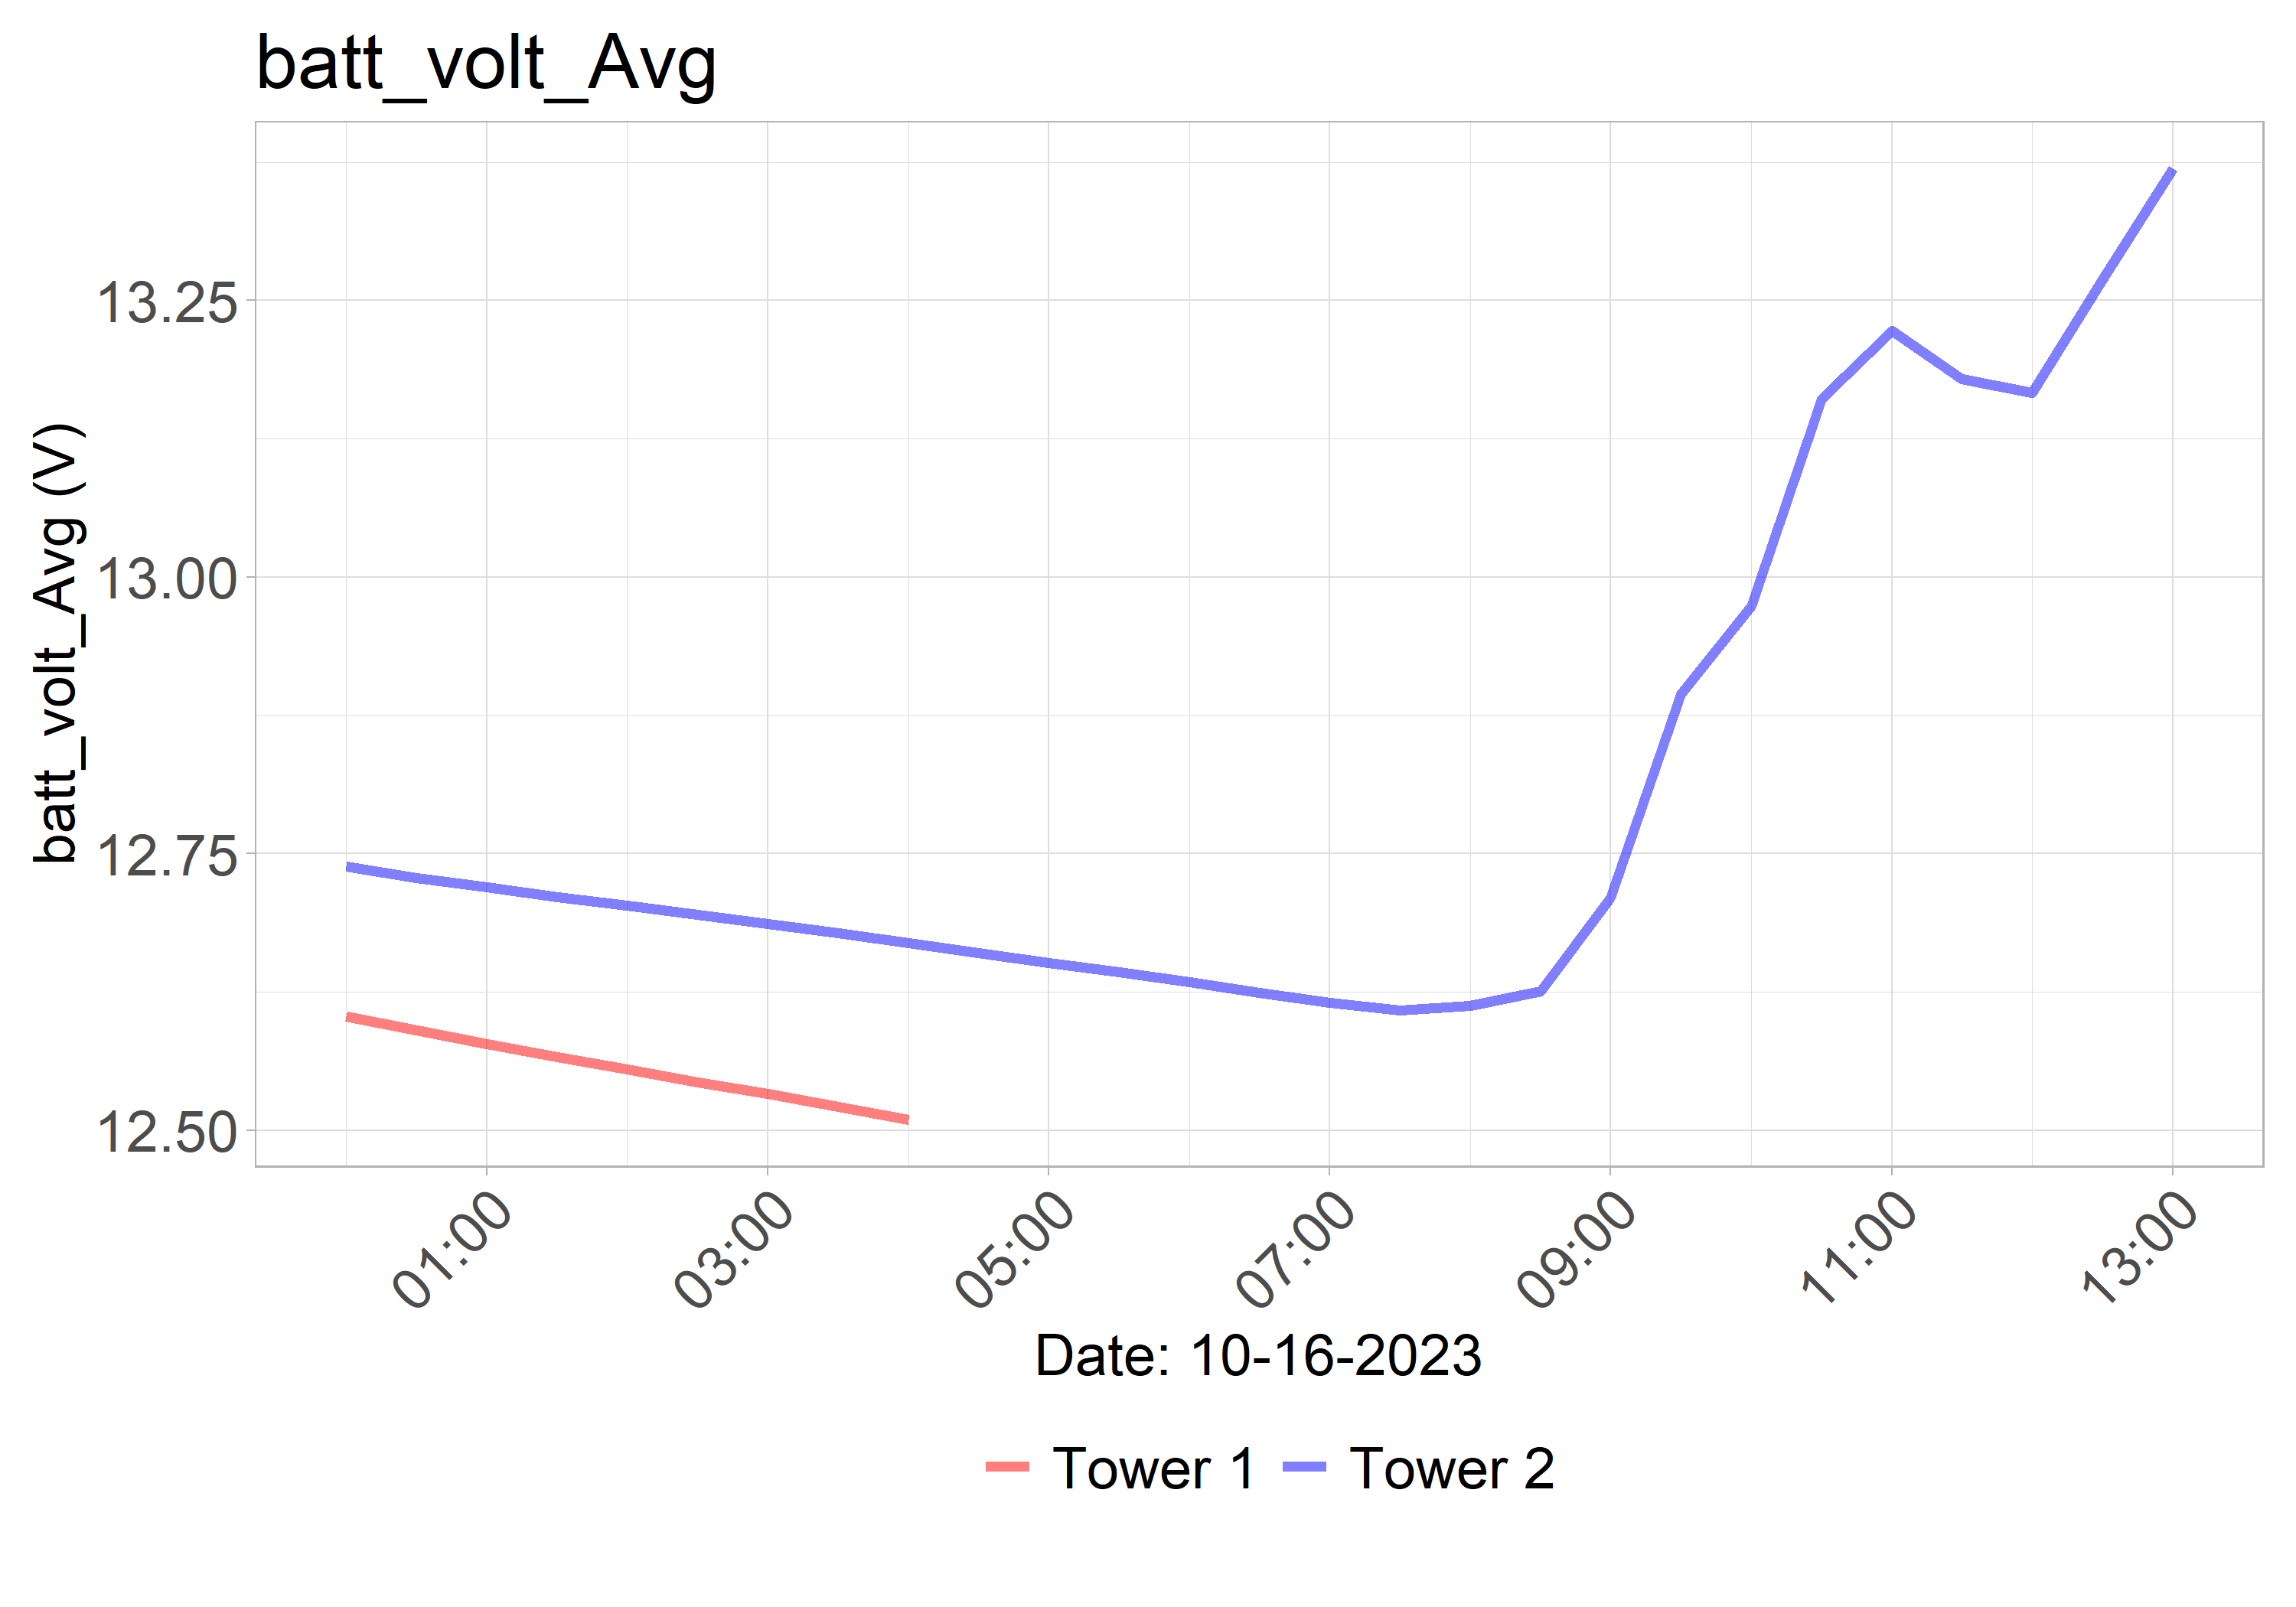 batt_volt_Avg
batt_volt_Avg (V)
13.25
13.00
12.75
12.50
01:00
03:00
05:00
07:00
09:00
11:00
13:00
Date: 10-16-2023
Tower 1
Tower 2